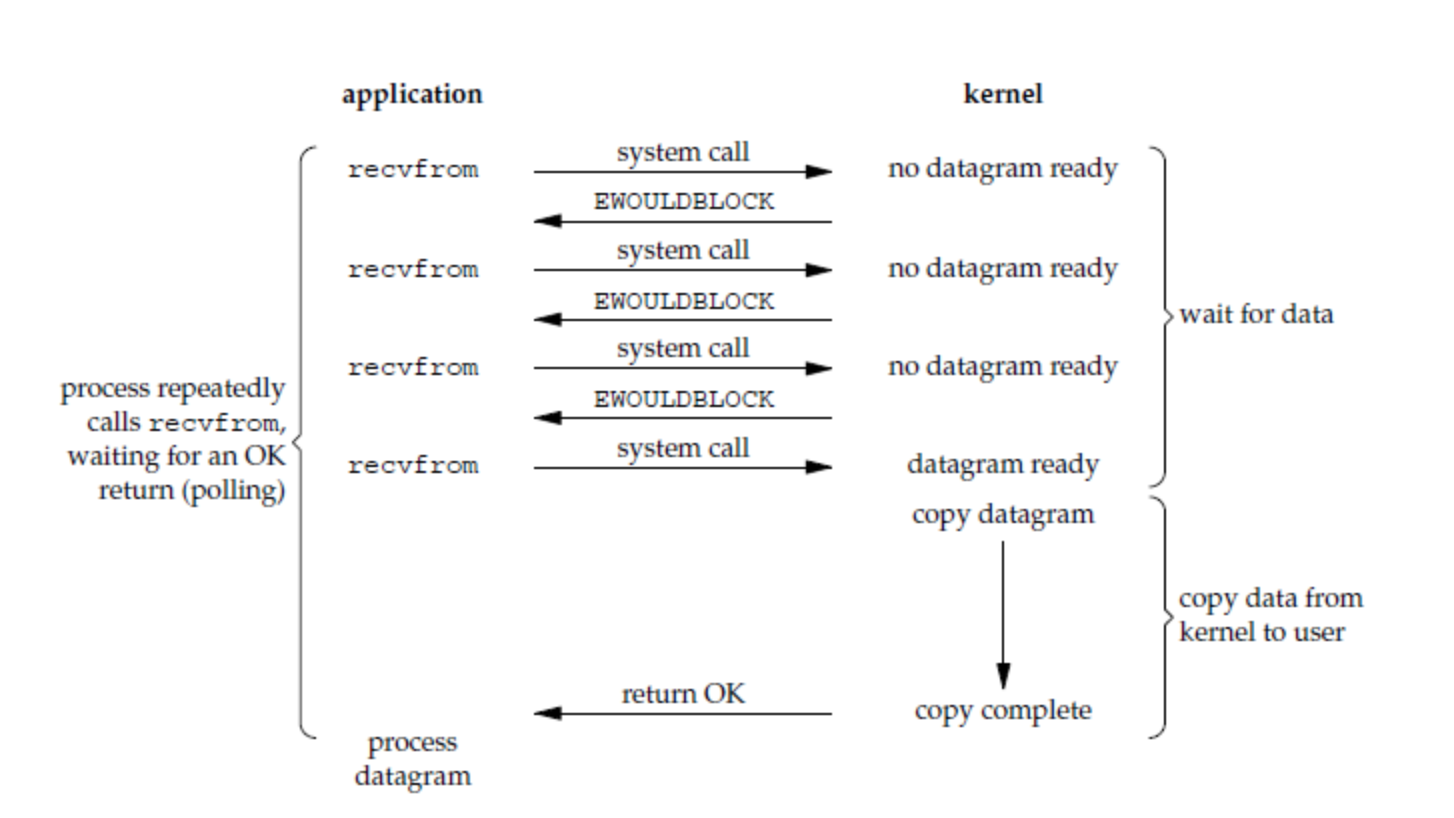 application
kernel
recvfrom
system call
no datagram ready
EWOULDBLOCK
recvfrom
system call
no datagram ready
EWOULDBLOCK
wait for data
recvfrom
system call
no datagram ready
EWOULDBLOCK
process repeatedly
calls recvfrom,
waiting for an OK
return (polling)
recvfrom
system call
datagram ready
copy datagram
copy data from
kernel to user
return OK
copy complete
process
datagram